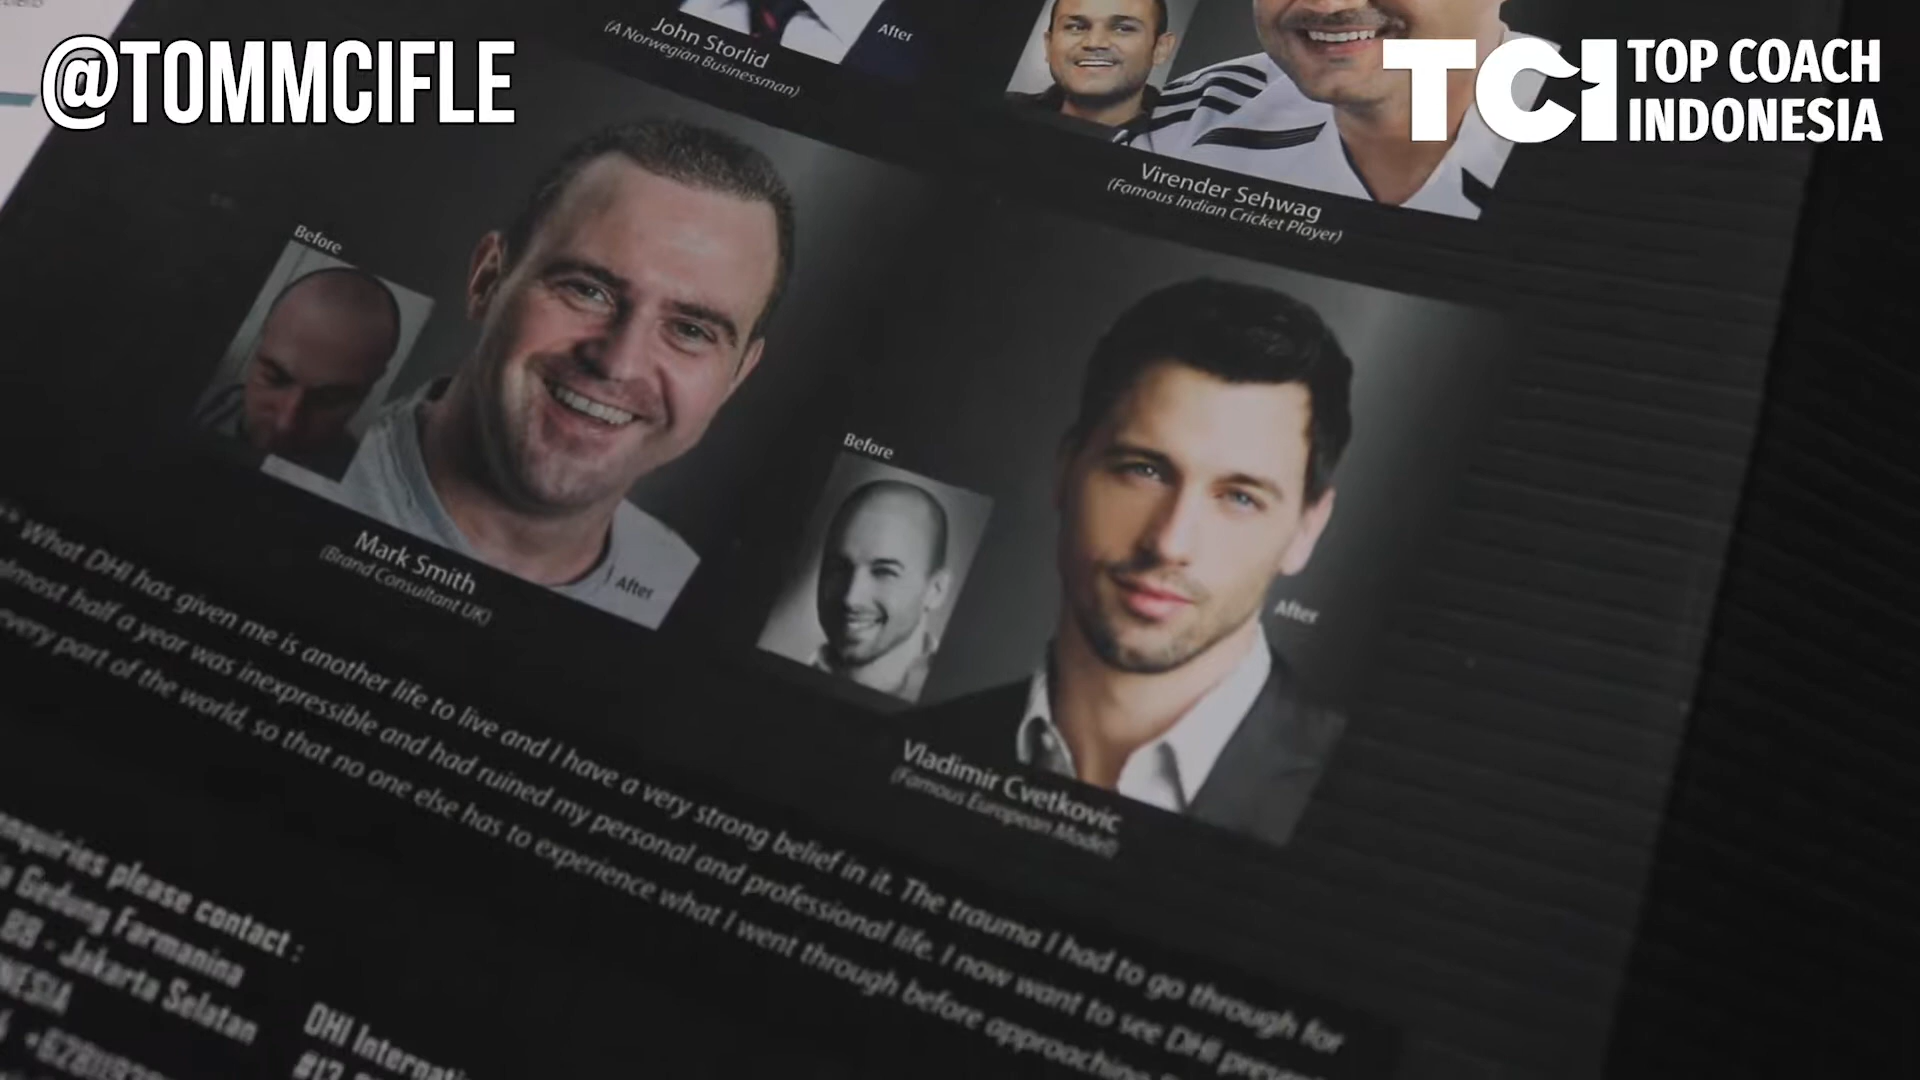 @TOMMCIFLE
TCI TOP COACH
INDONESIA
John Storlid
(A Norwegian Businessman)
After
Virender Sehwag
(Famous Indian Cricket Player)
Before
Mark Smith
(Brand Consultant UK)
After
Before
After
Vladimir Cvetkovic
(Famous European Model)
What DHI has given me is another life to live and I have a very strong belief in it. The trauma I had to go through for
almost half a year was inexpressible and had ruined my personal and professional life. I now want to see DHI
every part of the world, so that no one else has to experience what I went through before approaching
enquiries please contact :
Gedung Farmanina
88 - Jakarta Selatan
DHI